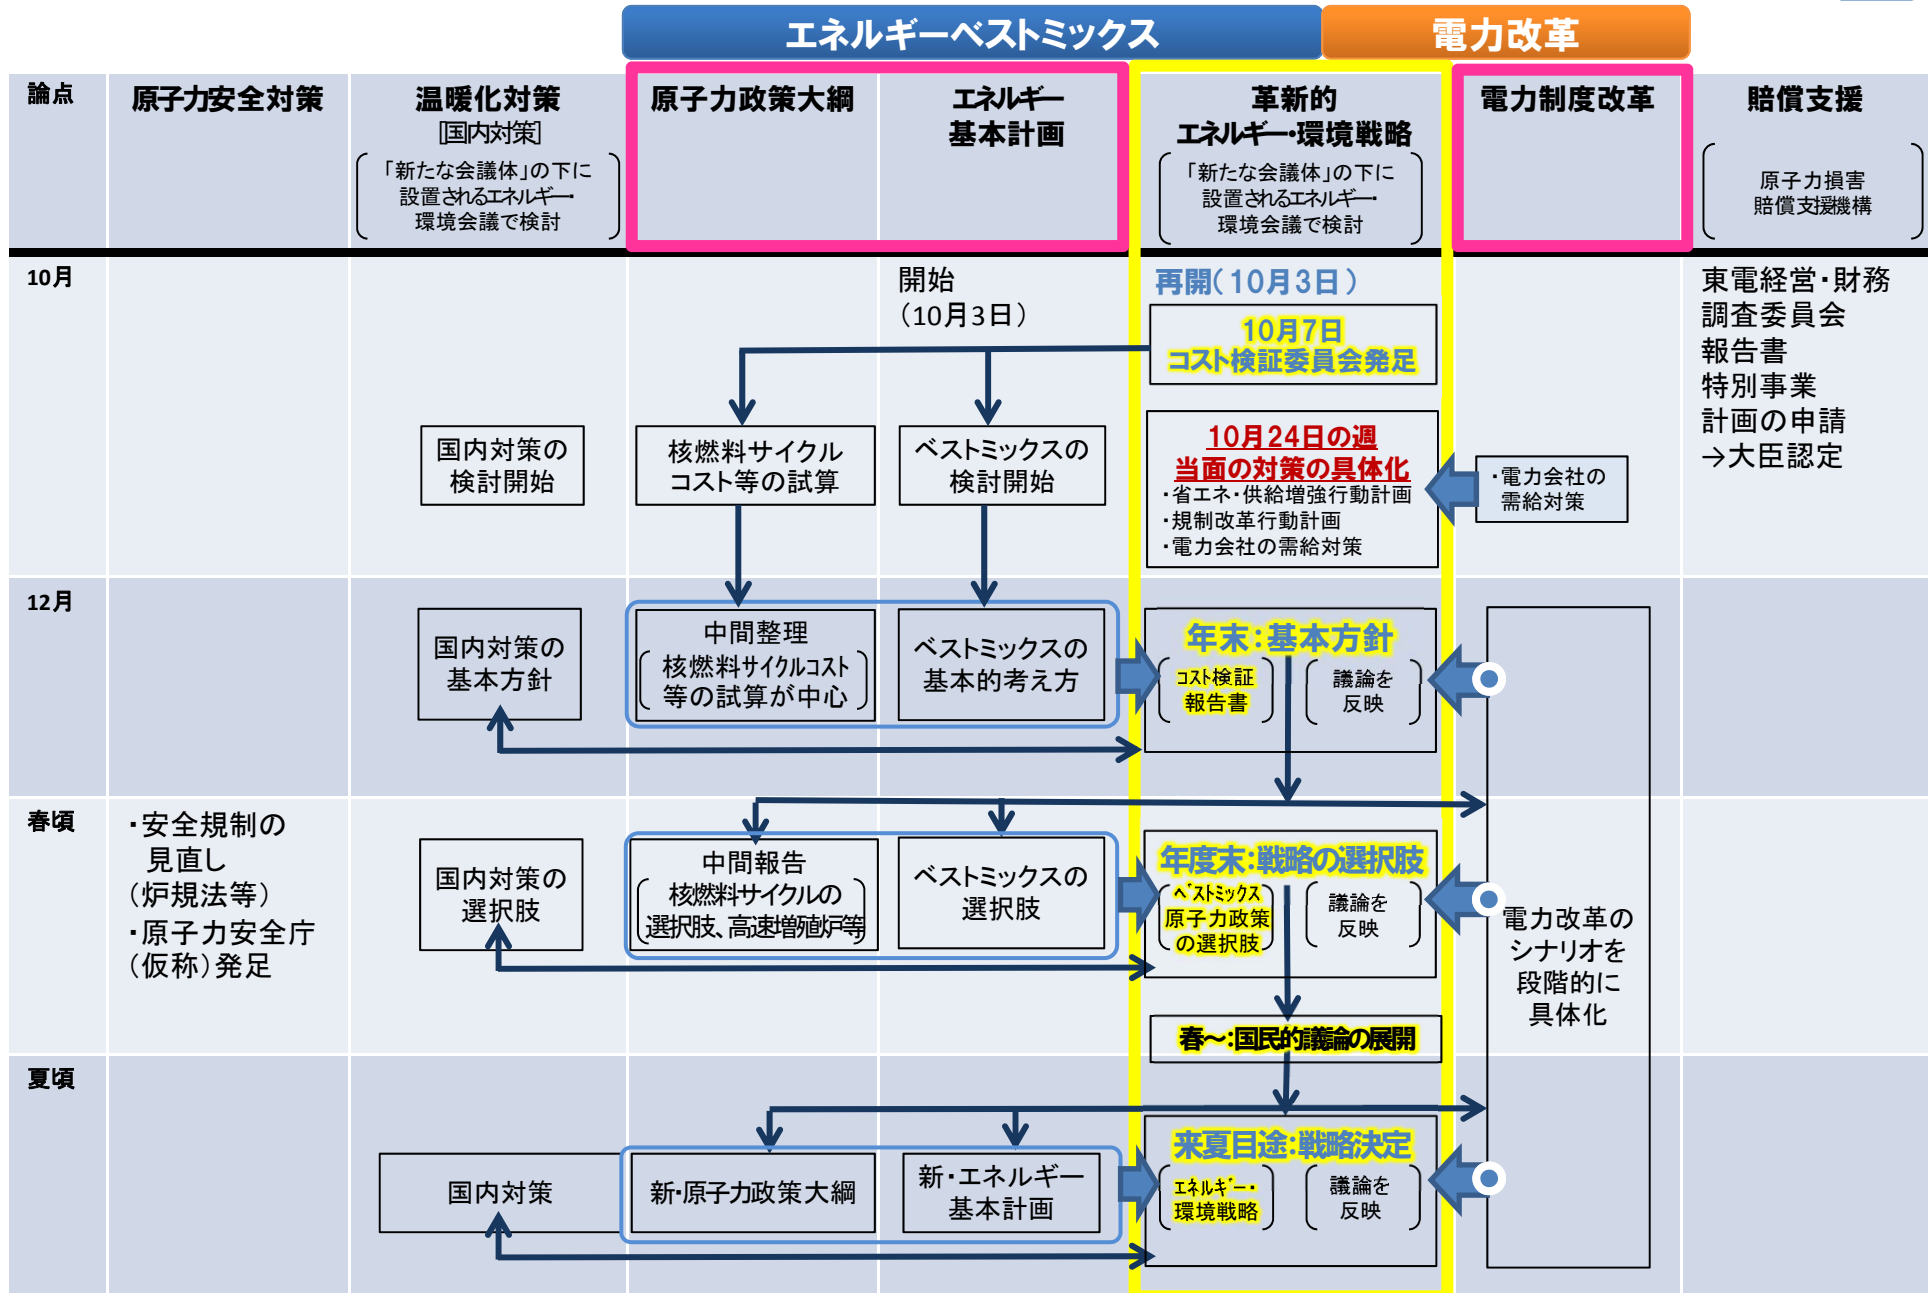 エネルギーベストミックス
電力改革
論点
原子力安全対策
温暖化対策
[国内対策]
「新たな会議体」の下に
設置されるエネルギー・
環境会議で検討
原子力政策大綱
エネルギー
基本計画
革新的
エネルギー・環境戦略
「新たな会議体」の下に
設置されるエネルギー・
環境会議で検討
電力制度改革
賠償支援
原子力損害
賠償支援機構
10月
開始
（10月3日）
再開（10月3日）
10月7日
コスト検証委員会発足
国内対策の
検討開始
核燃料サイクル
コスト等の試算
ベストミックスの
検討開始
10月24日の週
当面の対策の具体化
・省エネ・供給増強行動計画
・規制改革行動計画
・電力会社の需給対策
・電力会社の
需給対策
東電経営・財務
調査委員会
報告書
特別事業
計画の申請
→大臣認定
12月
国内対策の
基本方針
中間整理
核燃料サイクルコスト
等の試算が中心
ベストミックスの
基本的考え方
年末：基本方針
コスト検証
報告書
議論を
反映
春頃
・安全規制の
見直し
（炉規法等）
・原子力安全庁
（仮称）発足
国内対策の
選択肢
中間報告
核燃料サイクルの
選択肢、高速増殖炉等
ベストミックスの
選択肢
年度末：戦略の選択肢
ベストミックス
原子力政策
の選択肢
議論を
反映
春～：国民的議論の展開
電力改革の
シナリオを
段階的に
具体化
夏頃
国内対策
新・原子力政策大綱
新・エネルギー
基本計画
来夏目途：戦略決定
エネルギー・
環境戦略
議論を
反映